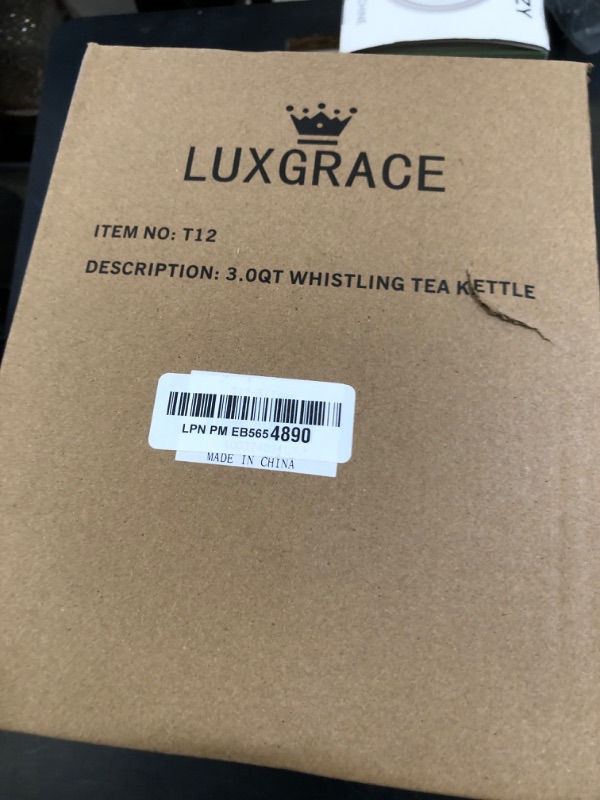 LUXGRACE
ITEM NO: T12
DESCRIPTION: 3.0QT WHISTLING TEA KETTLE
LPN PM EB5654890
MADE IN CHINA